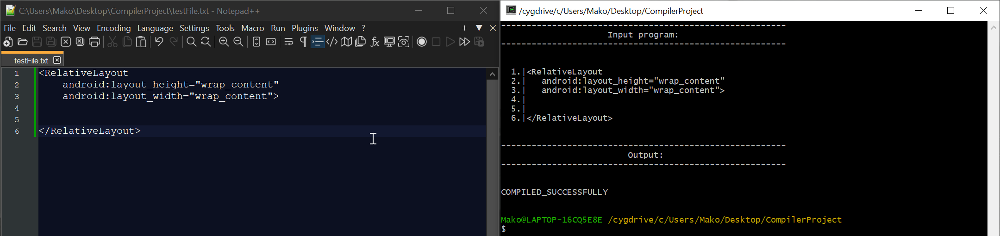 C:\Users\Mako\Desktop\CompilerProject\testFile.txt - Notepad++
File Edit Search View Encoding Language Settings Tools Macro Run Plugins Window ?
testFile.txt
1 <RelativeLayout
2     android:layout_height="wrap_content"
3     android:layout_width="wrap_content">
4
5
6 </RelativeLayout>
/cygdrive/c/Users/Mako/Desktop/CompilerProject
--------------------------------------------------------
Input program:
--------------------------------------------------------
1.|<RelativeLayout
2.|   android:layout_height="wrap_content"
3.|   android:layout_width="wrap_content">
4.|
5.|
6.|</RelativeLayout>
--------------------------------------------------------
Output:
--------------------------------------------------------
COMPILED_SUCCESSFULLY
Mako@LAPTOP-16CQ5E8E /cygdrive/c/Users/Mako/Desktop/CompilerProject
$